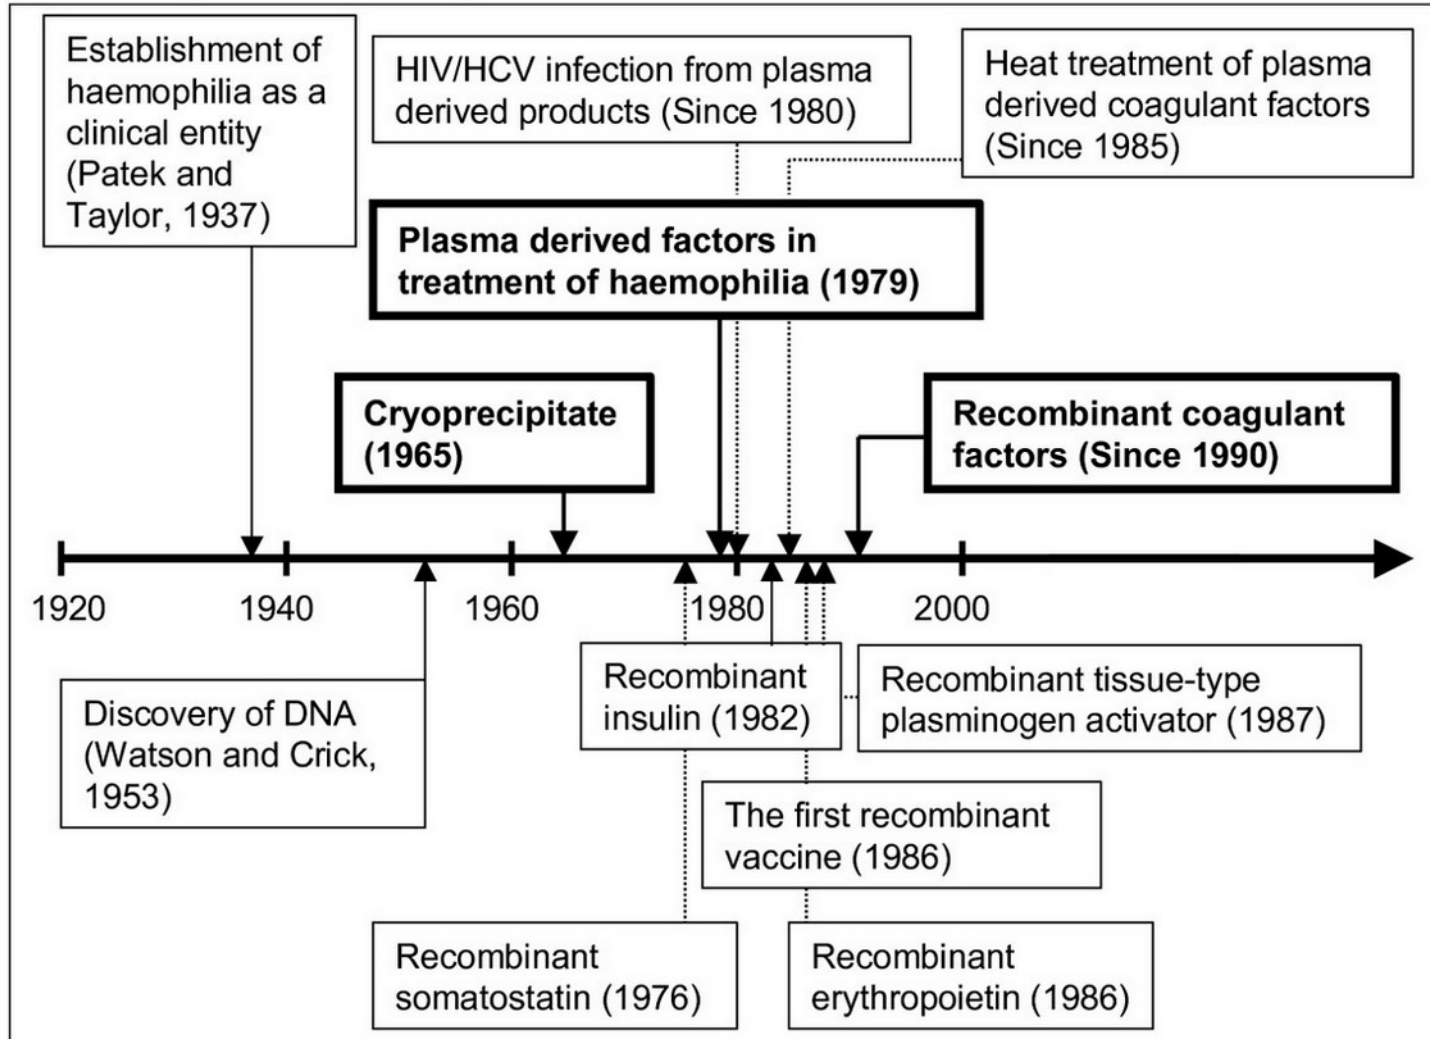 Establishment of
haemophilia as a
clinical entity
(Patek and
Taylor, 1937)
HIV/HCV infection from plasma
derived products (Since 1980)
Heat treatment of plasma
derived coagulant factors
(Since 1985)
Plasma derived factors in
treatment of haemophilia (1979)
Cryoprecipitate
(1965)
Recombinant coagulant
factors (Since 1990)
1920
1940
1960
1980
2000
Discovery of DNA
(Watson and Crick,
1953)
Recombinant
insulin (1982)
Recombinant tissue-type
plasminogen activator (1987)
The first recombinant
vaccine (1986)
Recombinant
somatostatin (1976)
Recombinant
erythropoietin (1986)